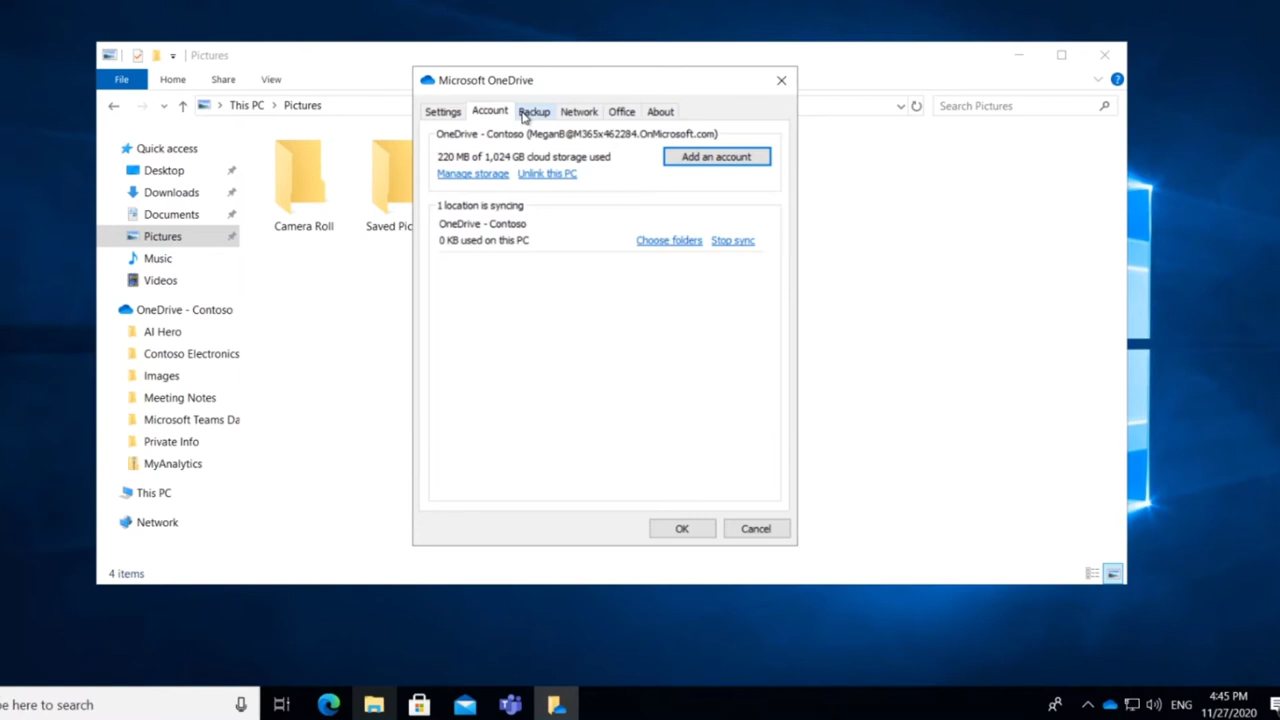 Pictures
File Home Share View
This PC > Pictures
Search Pictures
Quick access
Desktop
Downloads
Documents
Pictures
Music
Videos
OneDrive - Contoso
AI Hero
Contoso Electronics
Images
Meeting Notes
Microsoft Teams Da
Private Info
MyAnalytics
This PC
Network
4 items
Camera Roll
Saved Pic
Microsoft OneDrive
Settings Account Backup Network Office About
OneDrive - Contoso (MeganB@M365x462284.OnMicrosoft.com)
220 MB of 1,024 GB cloud storage used
Add an account
Manage storage Unlink this PC
1 location is syncing
OneDrive - Contoso
0 KB used on this PC
Choose folders Stop sync
OK Cancel
e here to search
ENG
4:45 PM
11/27/2020